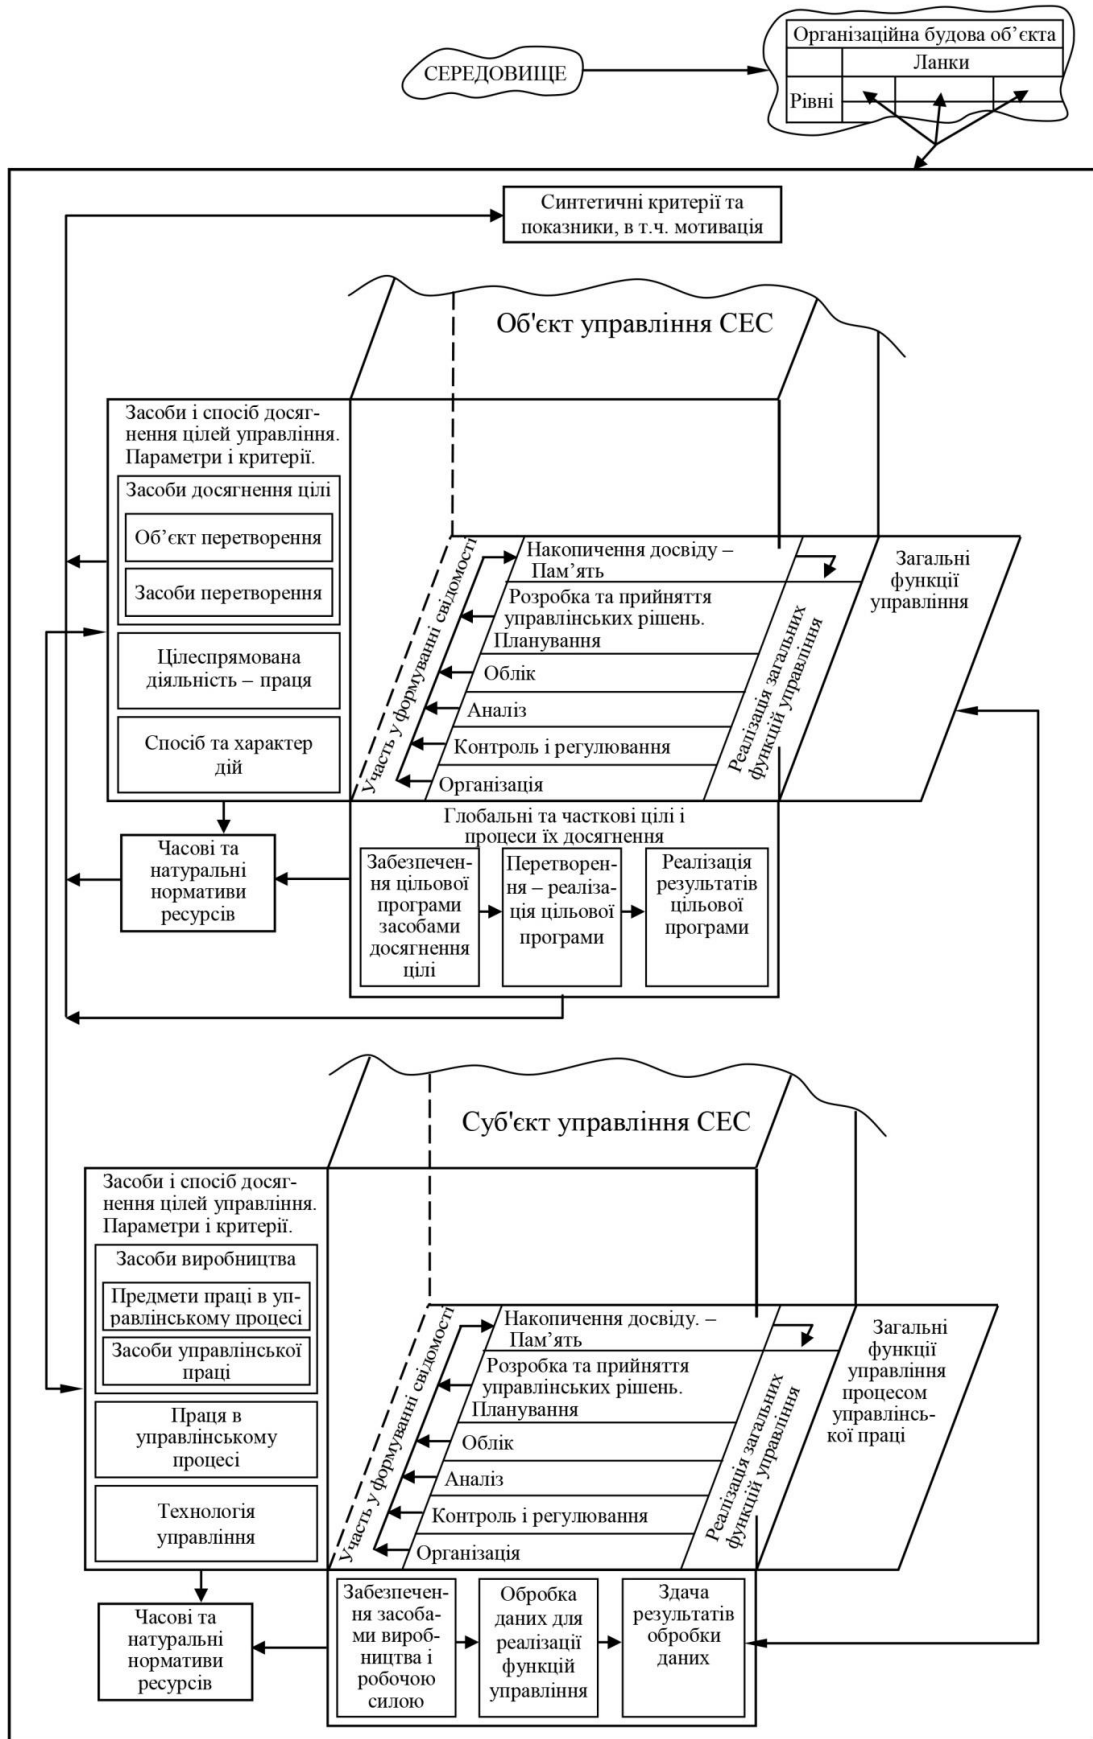 Організаційна будова об’єкта
Ланки
СЕРЕДОВИЩЕ
Рівні
Синтетичні критерії та
показники, в т.ч. мотивація
Об'єкт управління СЕС
Засоби і спосіб досяг-
нення цілей управління.
Параметри і критерії.
Засоби досягнення цілі
Об’єкт перетворення
Засоби перетворення
Цілеспрямована
діяльність – праця
Спосіб та характер
дій
Участь у формуванні свідомості
Накопичення досвіду –
Пам’ять
Розробка та прийняття
управлінських рішень.
Планування
Облік
Аналіз
Контроль і регулювання
Організація
Реалізація загальних
функцій управління
Загальні
функції
управління
Часові та
натуральні
нормативи
ресурсів
Глобальні та часткові цілі і
процеси їх досягнення
Забезпечен-
ня цільової
програми
засобами
досягнення
цілі
Перетворен-
ня – реаліза-
ція цільової
програми
Реалізація
результатів
цільової
програми
Суб'єкт управління СЕС
Засоби і спосіб досяг-
нення цілей управління.
Параметри і критерії.
Засоби виробництва
Предмети праці в уп-
равлінському процесі
Засоби управлінської
праці
Праця в
управлінському
процесі
Технологія
управління
Участь у формуванні свідомості
Накопичення досвіду. –
Пам’ять
Розробка та прийняття
управлінських рішень.
Планування
Облік
Аналіз
Контроль і регулювання
Організація
Реалізація загальних
функцій управління
Загальні
функції
управління
процесом
управлінсь-
кої праці
Часові та
натуральні
нормативи
ресурсів
Забезпечен-
ня засоба-
ми вироб-
ництва і
робочою
силою
Обробка
даних для
реалізації
функцій
управління
Здача
результатів
обробки
даних